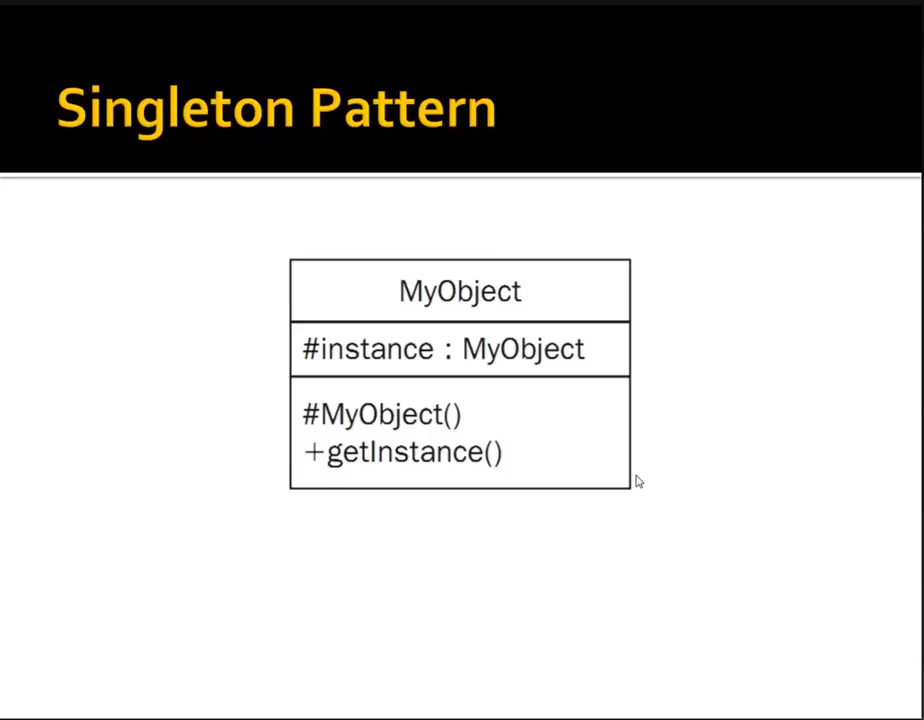 Singleton Pattern
MyObject
#instance : MyObject
#MyObject()
+getInstance()